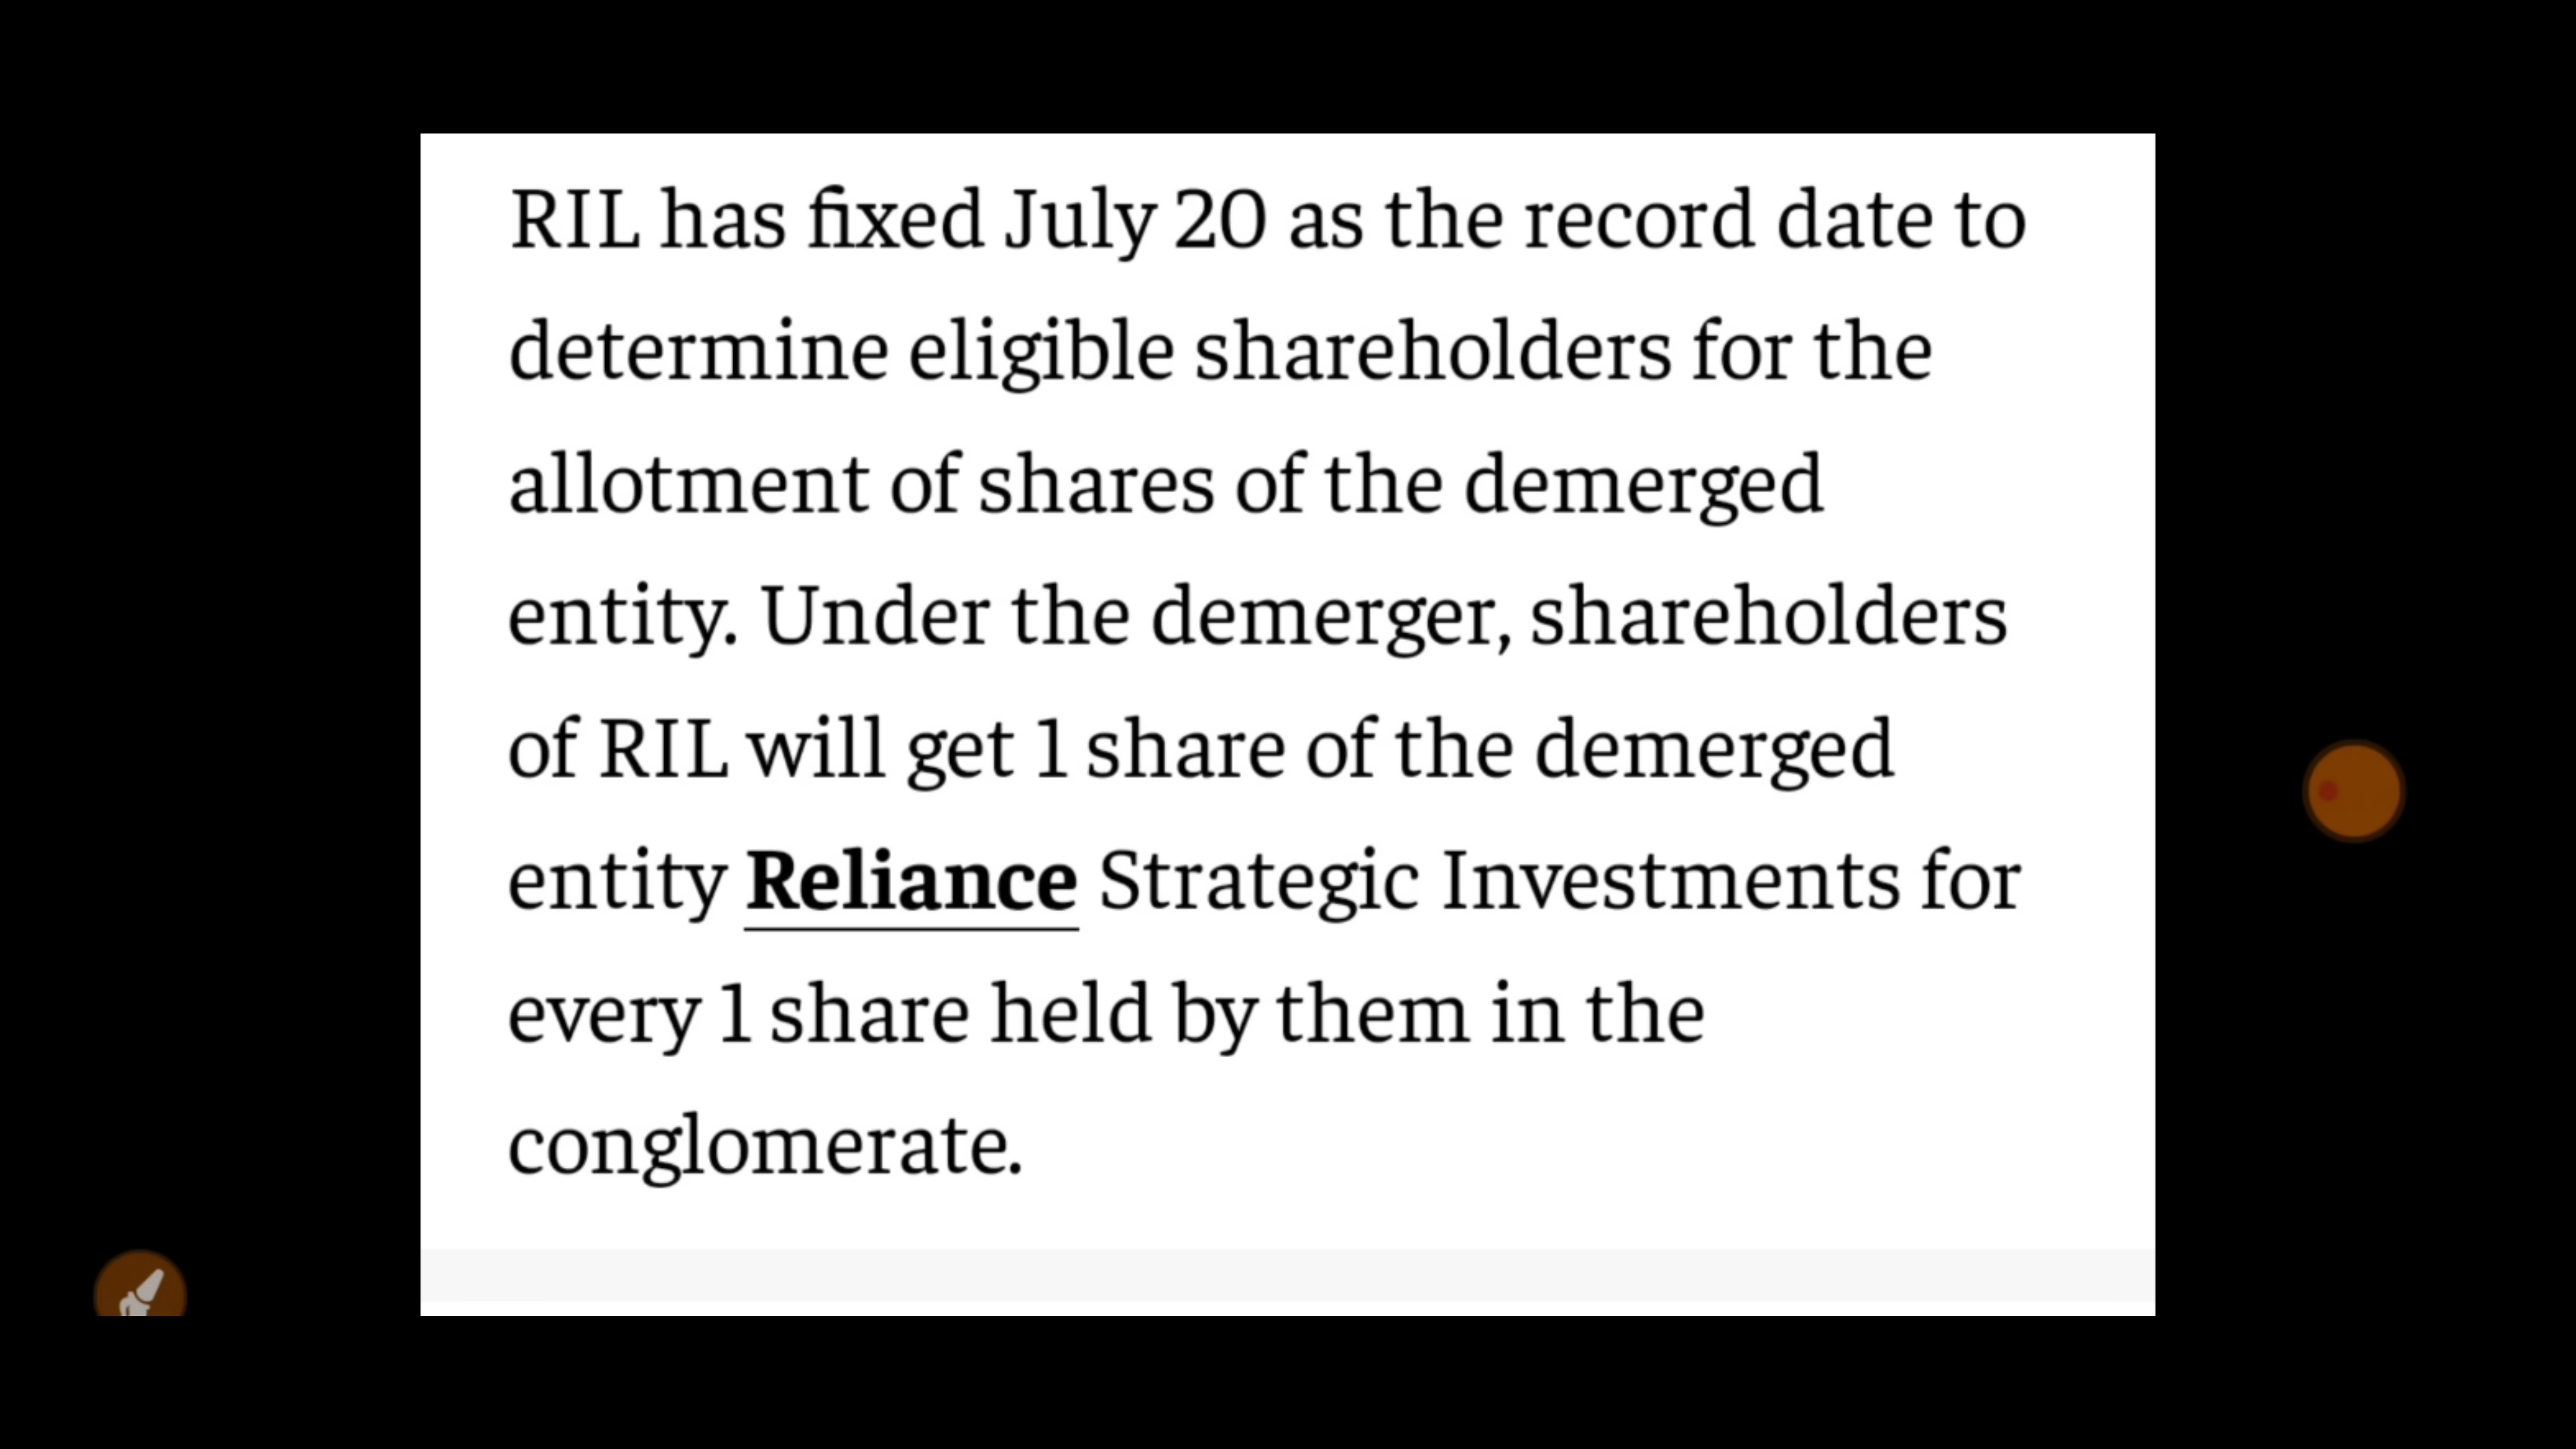 RIL has fixed July 20 as the record date to
determine eligible shareholders for the
allotment of shares of the demerged
entity. Under the demerger, shareholders
of RIL will get 1 share of the demerged
entity Reliance Strategic Investments for
every 1 share held by them in the
conglomerate.